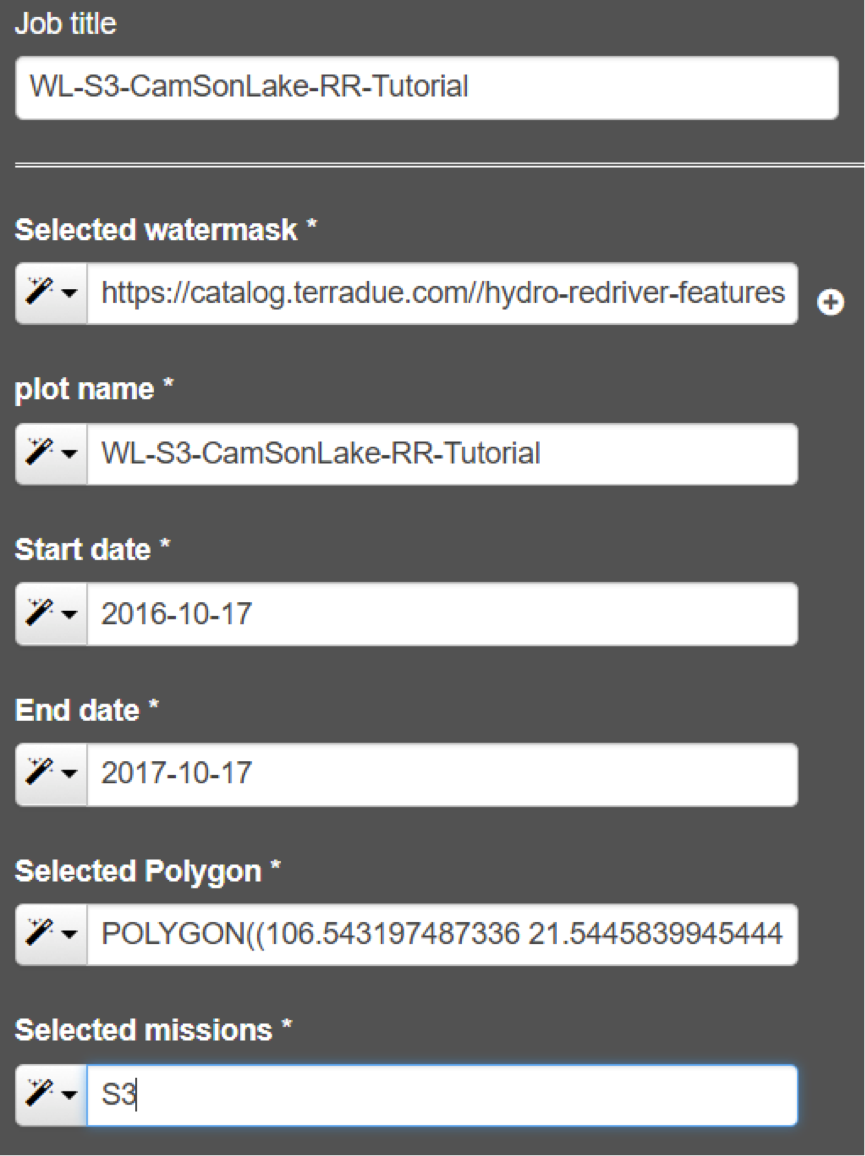 Job title
WL-S3-CamSonLake-RR-Tutorial
Selected watermask *
https://catalog.terradue.com//hydro-redriver-features
plot name *
WL-S3-CamSonLake-RR-Tutorial
Start date *
2016-10-17
End date *
2017-10-17
Selected Polygon *
POLYGON((106.543197487336 21.5445839945444
Selected missions *
S3